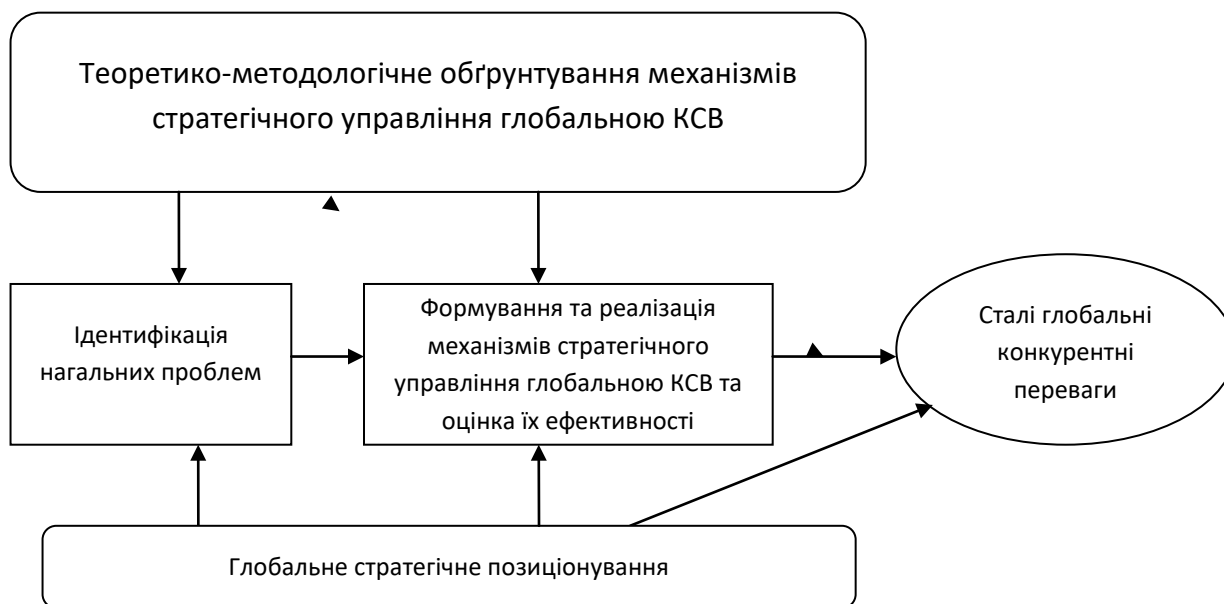 Теоретико-методологічне обґрунтування механізмів
стратегічного управління глобальною КСВ
Ідентифікація
нагальних проблем
Формування та реалізація
механізмів стратегічного
управління глобальною КСВ та
оцінка їх ефективності
Сталі глобальні
конкурентні
переваги
Глобальне стратегічне позиціонування